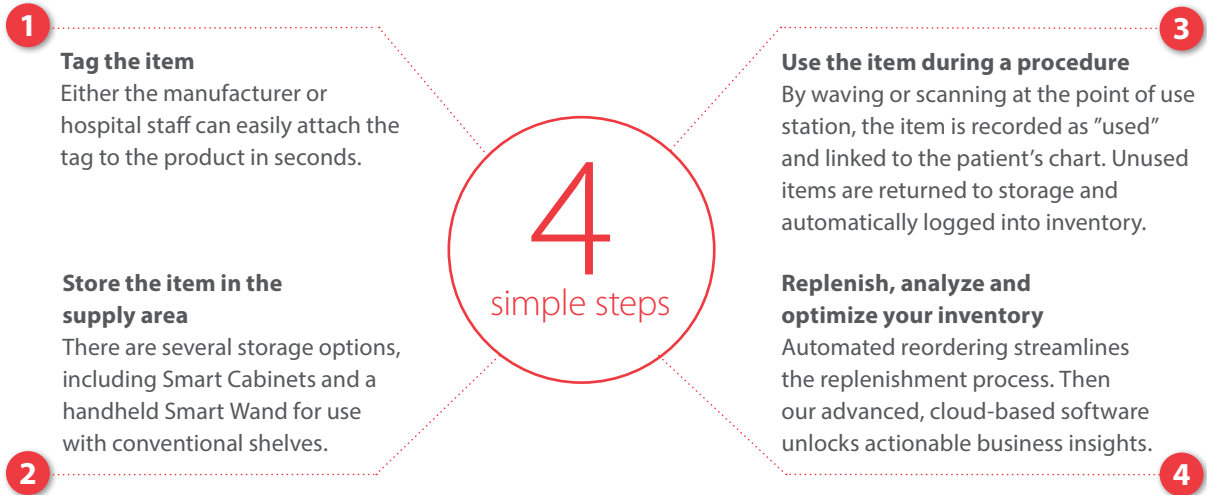 1
Tag the item
Either the manufacturer or
hospital staff can easily attach the
tag to the product in seconds.
Store the item in the
supply area
There are several storage options,
including Smart Cabinets and a
handheld Smart Wand for use
with conventional shelves.
2
4
simple steps
3
Use the item during a procedure
By waving or scanning at the point of use
station, the item is recorded as ”used”
and linked to the patient’s chart. Unused
items are returned to storage and
automatically logged into inventory.
Replenish, analyze and
optimize your inventory
Automated reordering streamlines
the replenishment process. Then
our advanced, cloud-based software
unlocks actionable business insights.
4